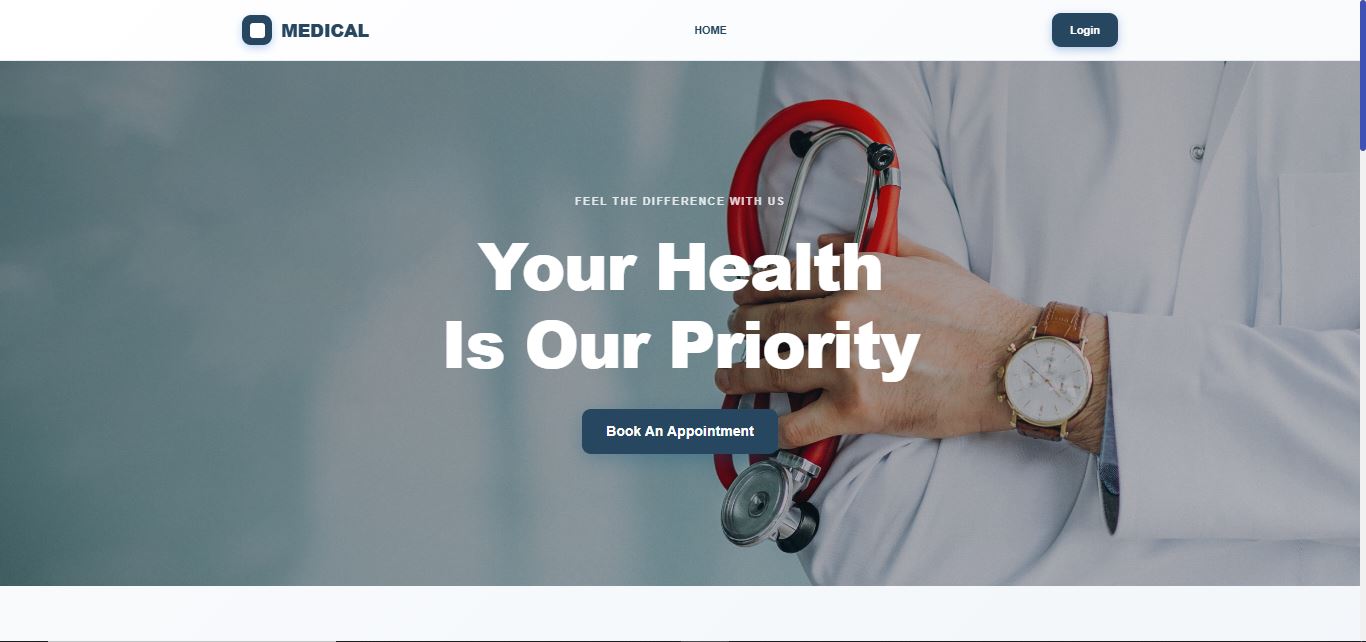 MEDICAL
HOME
Login
FEEL THE DIFFERENCE WITH US
Your Health
Is Our Priority
Book An Appointment